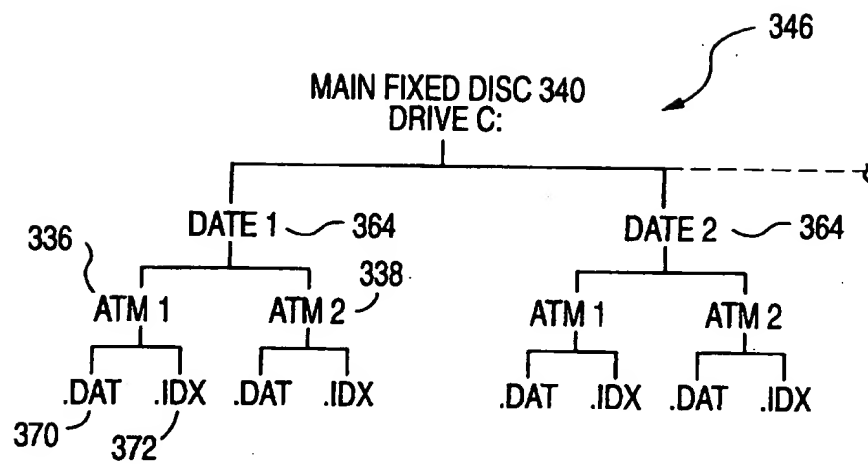 346
MAIN FIXED DISC 340
DRIVE C:
DATE 1 364 DATE 2 364
336 338
ATM 1 ATM 2 ATM 1 ATM 2
.DAT .IDX .DAT .IDX .DAT .IDX .DAT .IDX
370 372